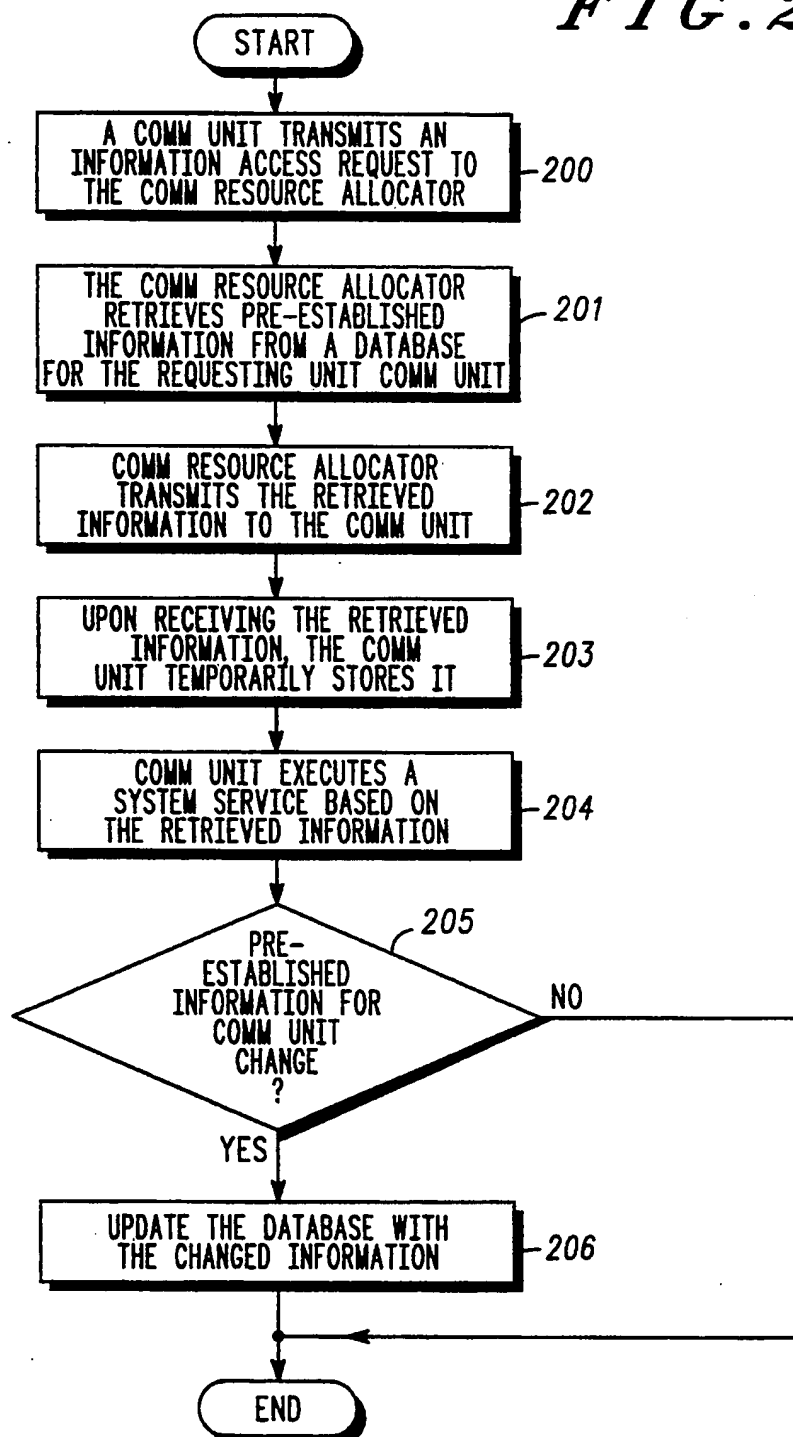 FIG.2
START
A COMM UNIT TRANSMITS AN
INFORMATION ACCESS REQUEST TO
THE COMM RESOURCE ALLOCATOR
200
THE COMM RESOURCE ALLOCATOR
RETRIEVES PRE-ESTABLISHED
INFORMATION FROM A DATABASE
FOR THE REQUESTING UNIT COMM UNIT
201
COMM RESOURCE ALLOCATOR
TRANSMITS THE RETRIEVED
INFORMATION TO THE COMM UNIT
202
UPON RECEIVING THE RETRIEVED
INFORMATION, THE COMM
UNIT TEMPORARILY STORES IT
203
COMM UNIT EXECUTES A
SYSTEM SERVICE BASED ON
THE RETRIEVED INFORMATION
204
205
PRE-
ESTABLISHED
INFORMATION FOR
COMM UNIT
CHANGE
?
NO
YES
UPDATE THE DATABASE WITH
THE CHANGED INFORMATION
206
END